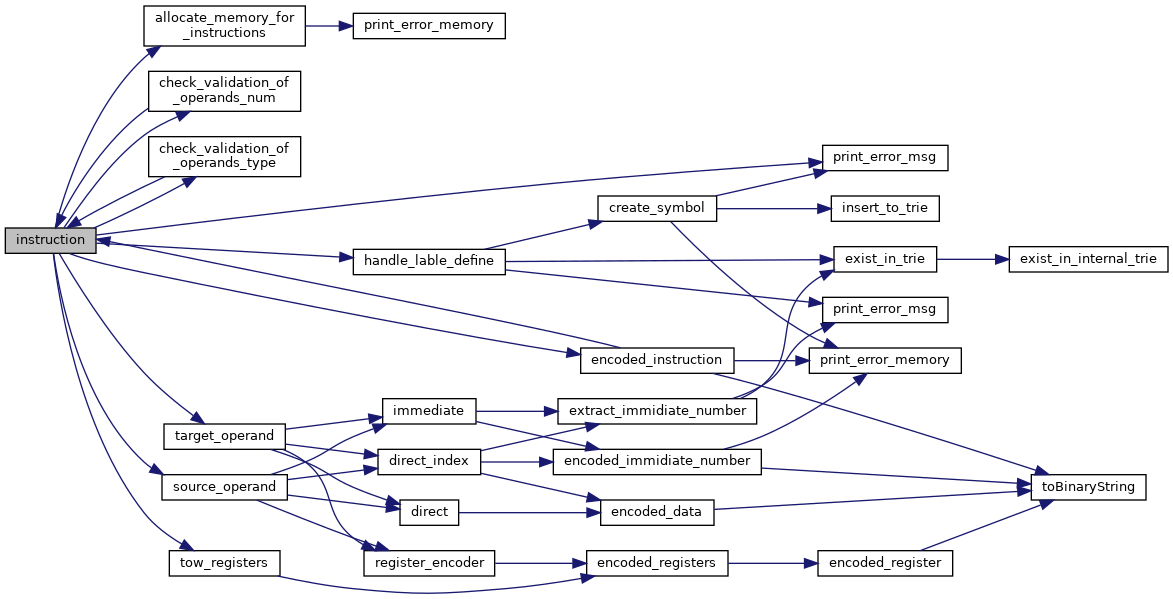 allocate_memory_for
_instructions
print_error_memory
check_validation_of
_operands_num
check_validation_of
_operands_type
print_error_msg
create_symbol
insert_to_trie
instruction
handle_lable_define
exist_in_trie
exist_in_internal_trie
print_error_msg
encoded_instruction
print_error_memory
immediate
extract_immidiate_number
target_operand
direct_index
encoded_immidiate_number
source_operand
toBinaryString
direct
encoded_data
tow_registers
register_encoder
encoded_registers
encoded_register